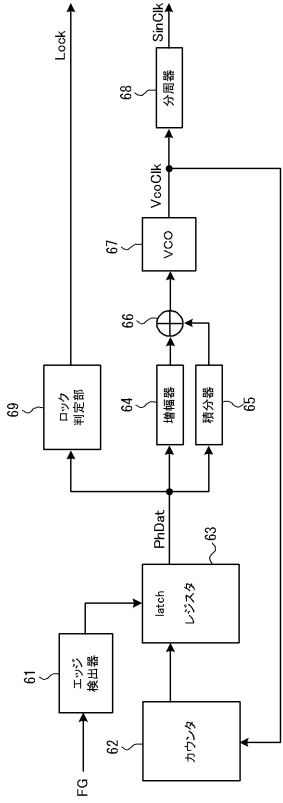 FG
61
エッジ
検出器
62
カウンタ
latch
レジスタ
63
PhDat
69
ロック
判定部
Lock
64
増幅器
積分器
65
66
67
VCO
VcoClk
68
分周器
SinClk